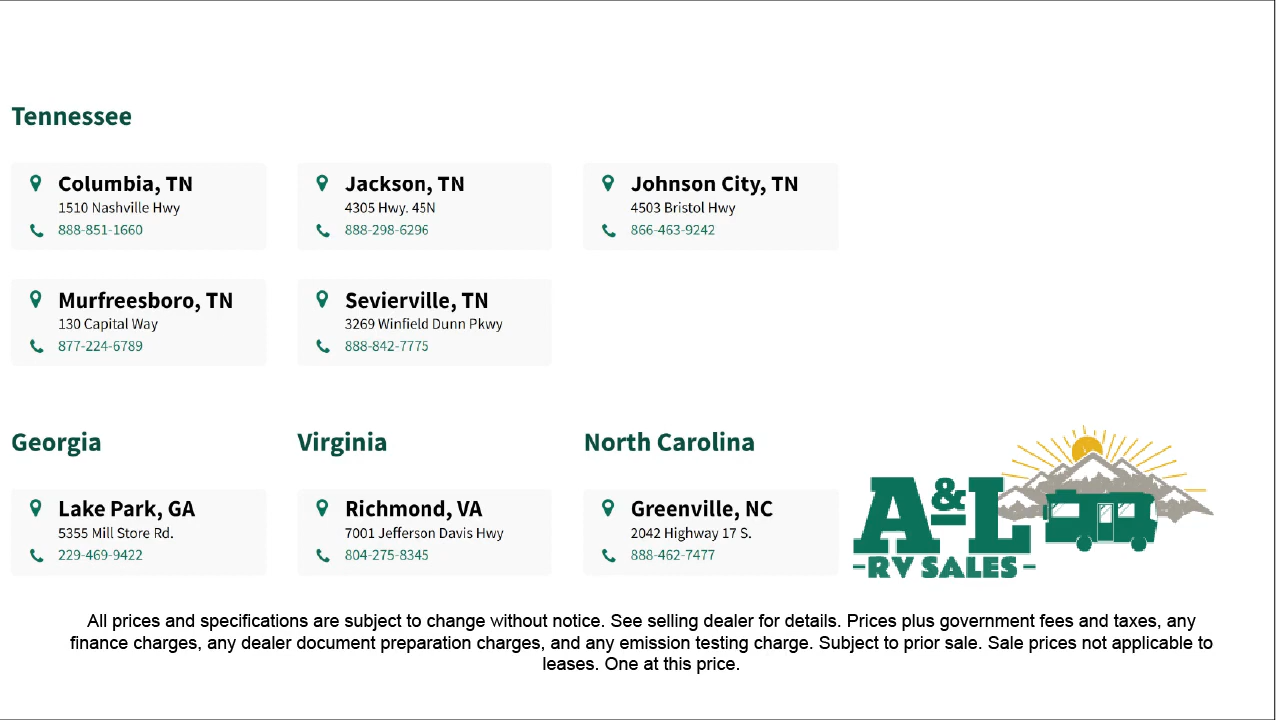 Tennessee
Columbia, TN
1510 Nashville Hwy
888-851-1660
Jackson, TN
4305 Hwy. 45N
888-298-6296
Johnson City, TN
4503 Bristol Hwy
866-463-9242
Murfreesboro, TN
130 Capital Way
877-224-6789
Sevierville, TN
3269 Winfield Dunn Pkwy
888-842-7775
Georgia
Lake Park, GA
5355 Mill Store Rd.
229-469-9422
Virginia
Richmond, VA
7001 Jefferson Davis Hwy
804-275-8345
North Carolina
Greenville, NC
2042 Highway 17 S.
888-462-7477
A&L
-RV SALES-
All prices and specifications are subject to change without notice. See selling dealer for details. Prices plus government fees and taxes, any
finance charges, any dealer document preparation charges, and any emission testing charge. Subject to prior sale. Sale prices not applicable to
leases. One at this price.